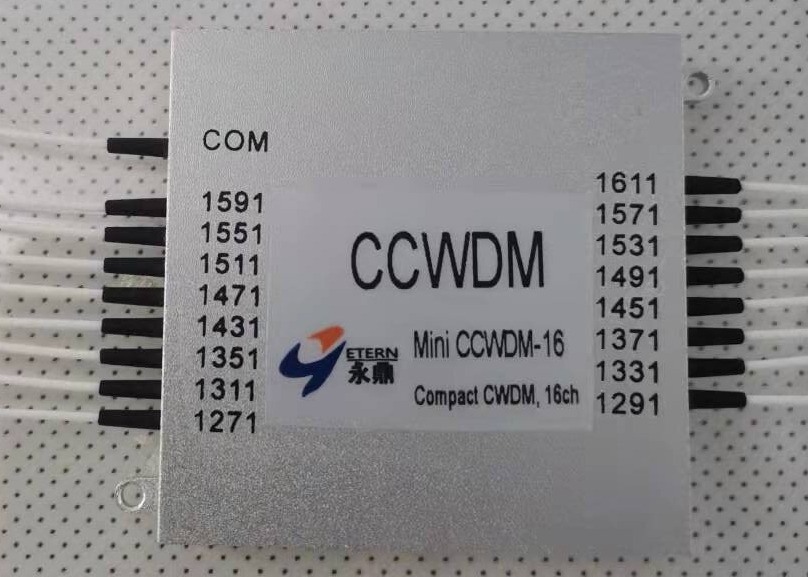 COM
1591
1551
1511
1471
1431
1351
1311
1271
CCWDM
ETERN
永鼎
Mini CCWDM-16
Compact CWDM, 16ch
1611
1571
1531
1491
1451
1371
1331
1291